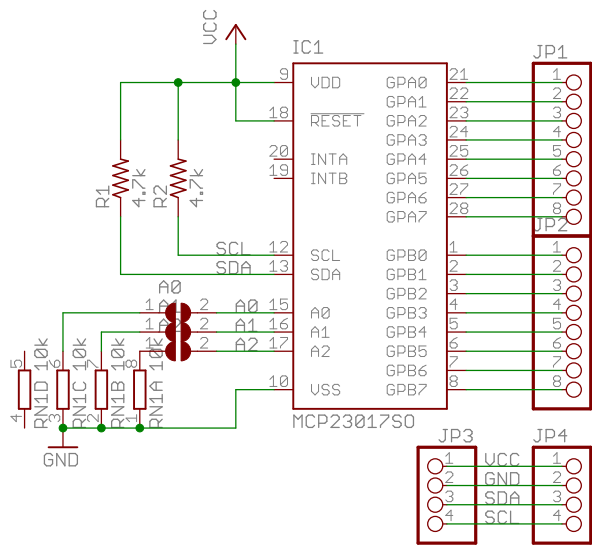 VCC
IC1
JP1
9 VDD GPA0 21 1
GPA1 22 2
18 RESET GPA2 23 3
GPA3 24 4
20 INTA GPA4 25 5
19 INTB GPA5 26 6
GPA6 27 7
GPA7 28 8
R1 4.7k
R2 4.7k
JP2
SCL 12 SCL GPB0 1 1
SDA 13 SDA GPB1 2 2
GPB2 3 3
A0
1 2 A0 15 A0 GPB3 4 4
1 2 A1 16 A1 GPB4 5 5
1 2 A2 17 A2 GPB5 6 6
GPB6 7 7
10 VSS GPB7 8 8
5 4 RN1D 10k
6 3 RN1C 10k
7 2 RN1B 10k
8 1 RN1A 10k
MCP23017SO
GND
JP3 JP4
1 VCC 1
2 GND 2
3 SDA 3
4 SCL 4